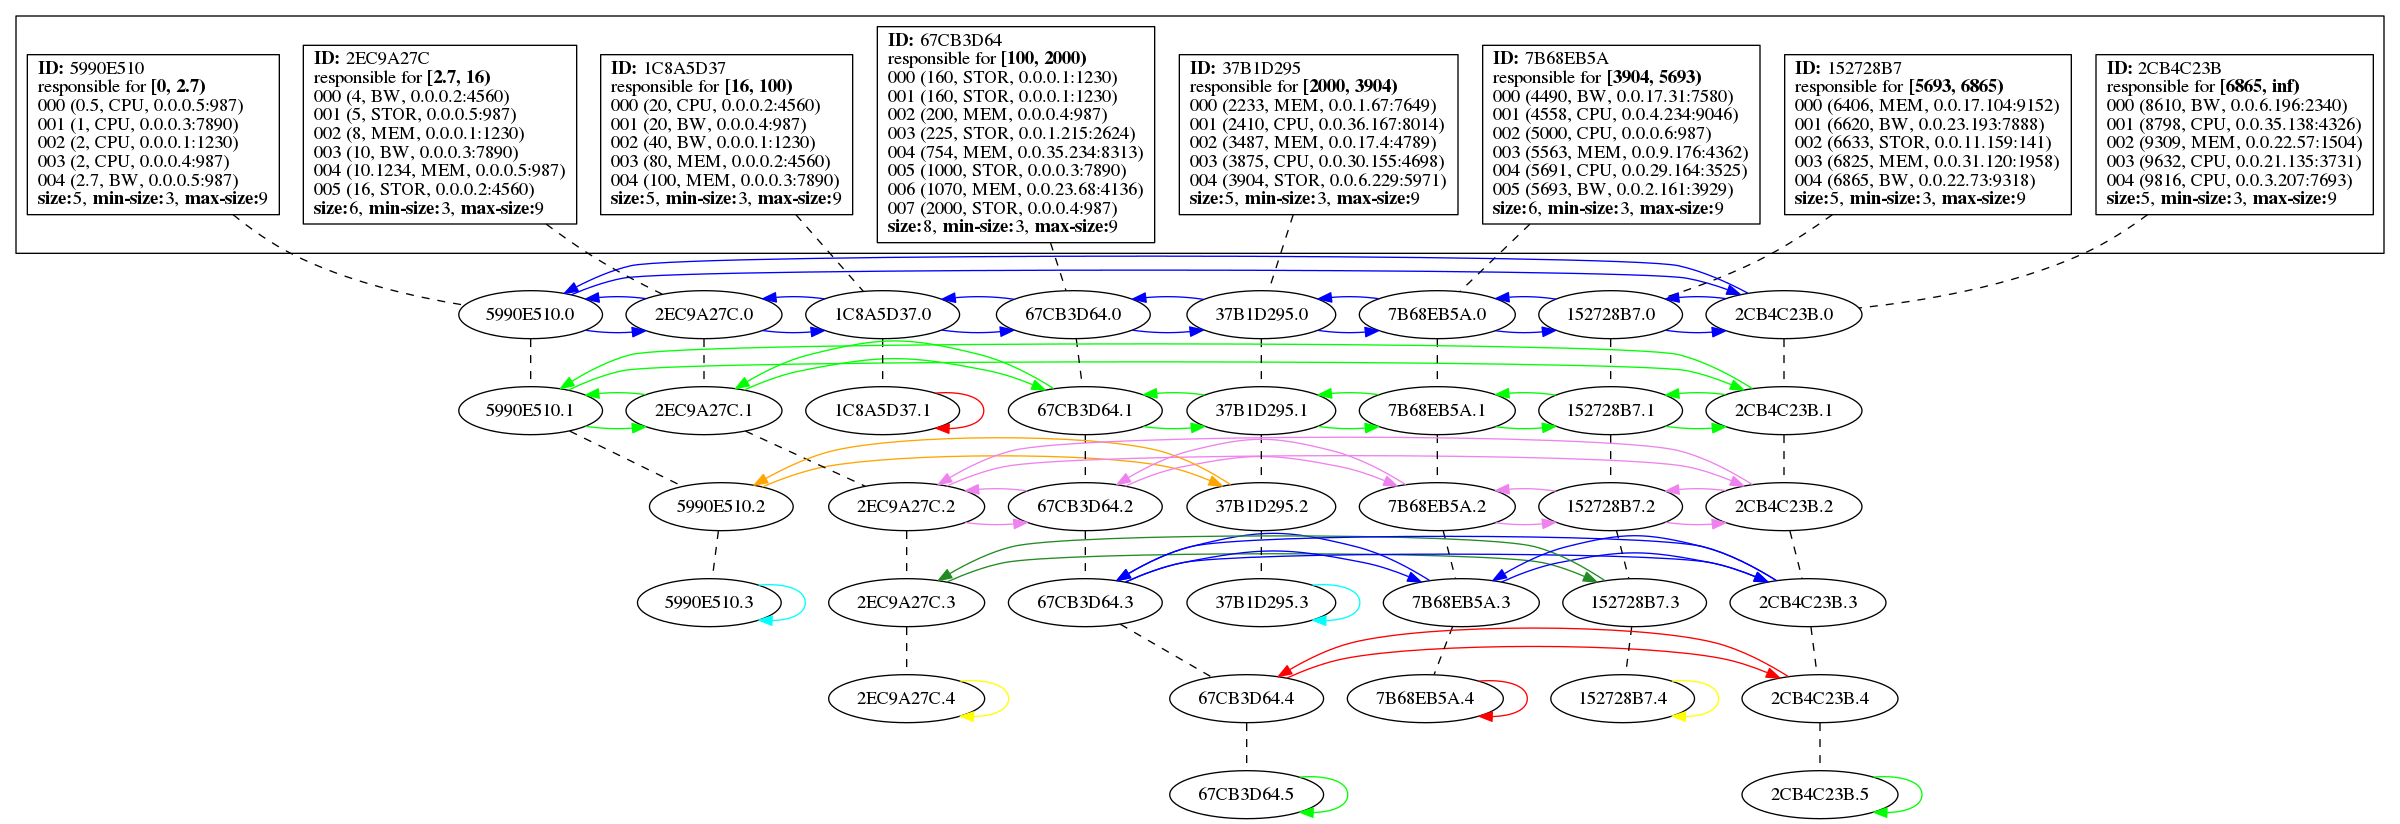 ID: 5990E510
responsible for [0, 2.7)
000 (0.5, CPU, 0.0.0.5:987)
001 (1, CPU, 0.0.0.3:7890)
002 (2, CPU, 0.0.0.1:1230)
003 (2, CPU, 0.0.0.4:987)
004 (2.7, BW, 0.0.0.5:987)
size:5, min-size:3, max-size:9
ID: 2EC9A27C
responsible for [2.7, 16)
000 (4, BW, 0.0.0.2:4560)
001 (5, STOR, 0.0.0.5:987)
002 (8, MEM, 0.0.0.1:1230)
003 (10, BW, 0.0.0.3:7890)
004 (10.1234, MEM, 0.0.0.5:987)
005 (16, STOR, 0.0.0.2:4560)
size:6, min-size:3, max-size:9
ID: 1C8A5D37
responsible for [16, 100)
000 (20, CPU, 0.0.0.2:4560)
001 (20, BW, 0.0.0.4:987)
002 (40, BW, 0.0.0.1:1230)
003 (80, MEM, 0.0.0.2:4560)
004 (100, MEM, 0.0.0.3:7890)
size:5, min-size:3, max-size:9
ID: 67CB3D64
responsible for [100, 2000)
000 (160, STOR, 0.0.0.1:1230)
001 (160, STOR, 0.0.0.1:1230)
002 (200, MEM, 0.0.0.4:987)
003 (225, STOR, 0.0.1.215:2624)
004 (754, MEM, 0.0.35.234:8313)
005 (1000, STOR, 0.0.0.3:7890)
006 (1070, MEM, 0.0.23.68:4136)
007 (2000, STOR, 0.0.0.4:987)
size:8, min-size:3, max-size:9
ID: 37B1D295
responsible for [2000, 3904)
000 (2233, MEM, 0.0.1.67:7649)
001 (2410, CPU, 0.0.36.167:8014)
002 (3487, MEM, 0.0.17.4:4789)
003 (3875, CPU, 0.0.30.155:4698)
004 (3904, STOR, 0.0.6.229:5971)
size:5, min-size:3, max-size:9
ID: 7B68EB5A
responsible for [3904, 5693)
000 (4490, BW, 0.0.17.31:7580)
001 (4558, CPU, 0.0.4.234:9046)
002 (5000, CPU, 0.0.0.6:987)
003 (5563, MEM, 0.0.9.176:4362)
004 (5691, CPU, 0.0.29.164:3525)
005 (5693, BW, 0.0.2.161:3929)
size:6, min-size:3, max-size:9
ID: 152728B7
responsible for [5693, 6865)
000 (6406, MEM, 0.0.17.104:9152)
001 (6620, BW, 0.0.23.193:7888)
002 (6633, STOR, 0.0.11.159:141)
003 (6825, MEM, 0.0.31.120:1958)
004 (6865, BW, 0.0.22.73:9318)
size:5, min-size:3, max-size:9
ID: 2CB4C23B
responsible for [6865, inf)
000 (8610, BW, 0.0.6.196:2340)
001 (8798, CPU, 0.0.35.138:4326)
002 (9309, MEM, 0.0.22.57:1504)
003 (9632, CPU, 0.0.21.135:3731)
004 (9816, CPU, 0.0.3.207:7693)
size:5, min-size:3, max-size:9
5990E510.0
2EC9A27C.0
1C8A5D37.0
67CB3D64.0
37B1D295.0
7B68EB5A.0
152728B7.0
2CB4C23B.0
5990E510.1
2EC9A27C.1
1C8A5D37.1
67CB3D64.1
37B1D295.1
7B68EB5A.1
152728B7.1
2CB4C23B.1
5990E510.2
2EC9A27C.2
67CB3D64.2
37B1D295.2
7B68EB5A.2
152728B7.2
2CB4C23B.2
5990E510.3
2EC9A27C.3
67CB3D64.3
37B1D295.3
7B68EB5A.3
152728B7.3
2CB4C23B.3
2EC9A27C.4
67CB3D64.4
7B68EB5A.4
152728B7.4
2CB4C23B.4
67CB3D64.5
2CB4C23B.5